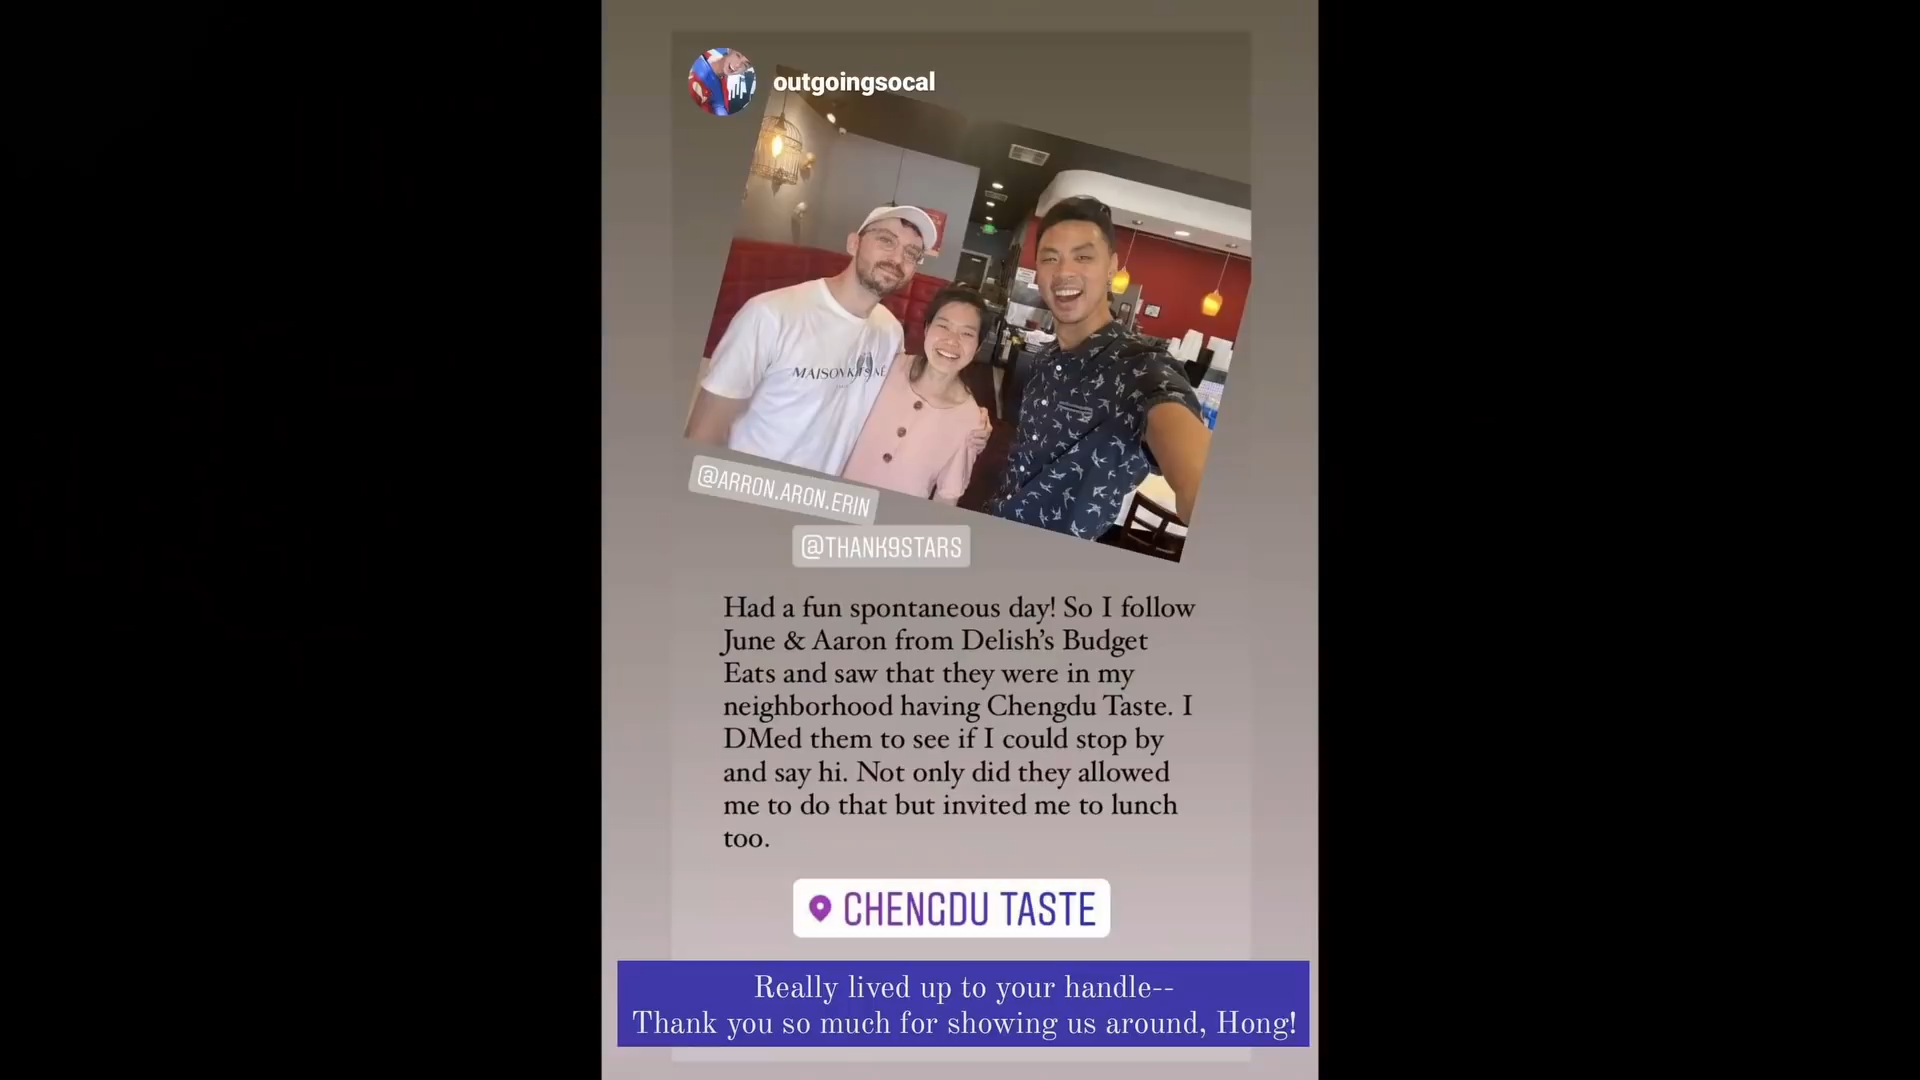 outgoingsocal
@ARRON.ARON.ERIN
@THANK9STARS
Had a fun spontaneous day! So I follow
June & Aaron from Delish's Budget
Eats and saw that they were in my
neighborhood having Chengdu Taste. I
DMed them to see if I could stop by
and say hi. Not only did they allowed
me to do that but invited me to lunch
too.
CHENGDU TASTE
Really lived up to your handle--
Thank you so much for showing us around, Hong!